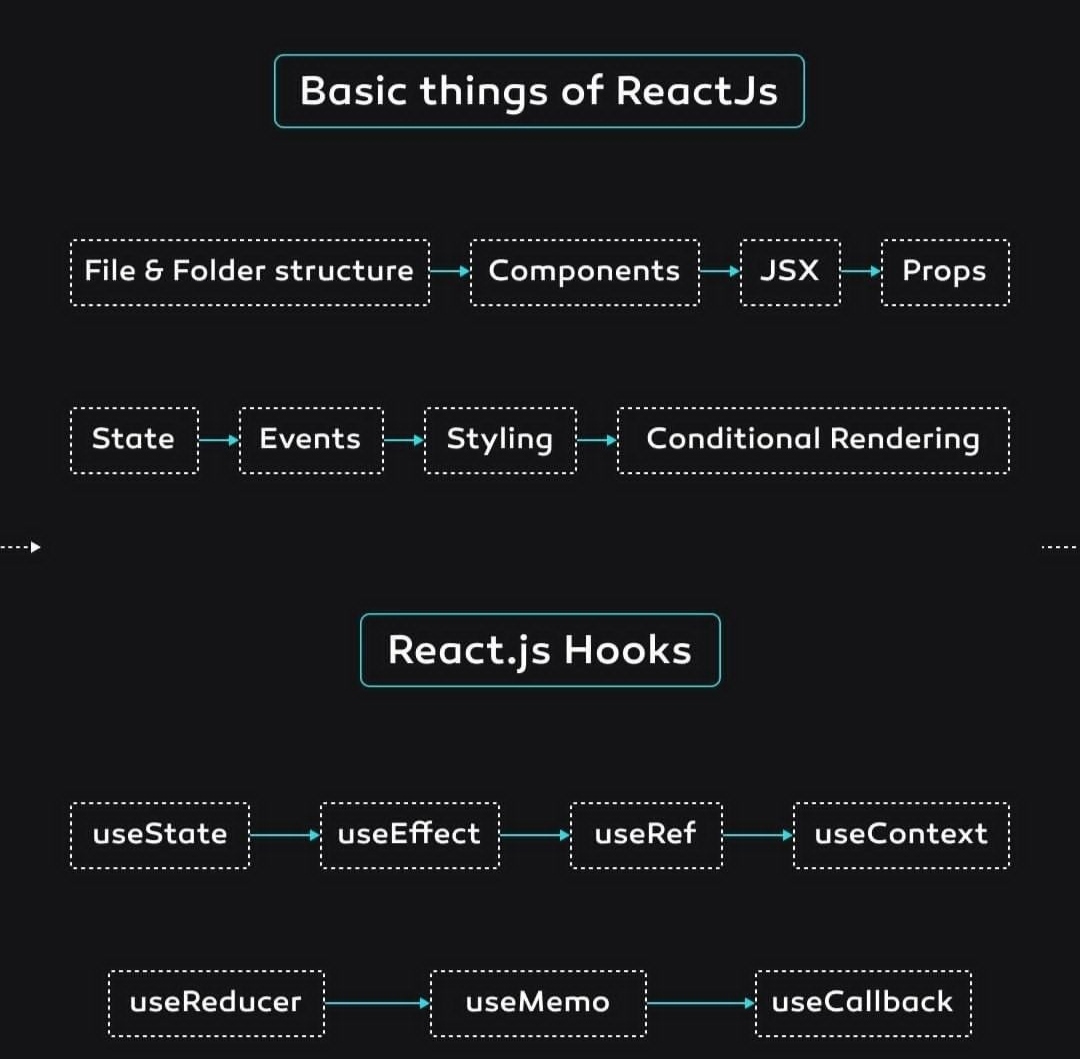 Basic things of ReactJs
File & Folder structure
Components
JSX
Props
State
Events
Styling
Conditional Rendering
React.js Hooks
useState
useEffect
useRef
useContext
useReducer
useMemo
useCallback